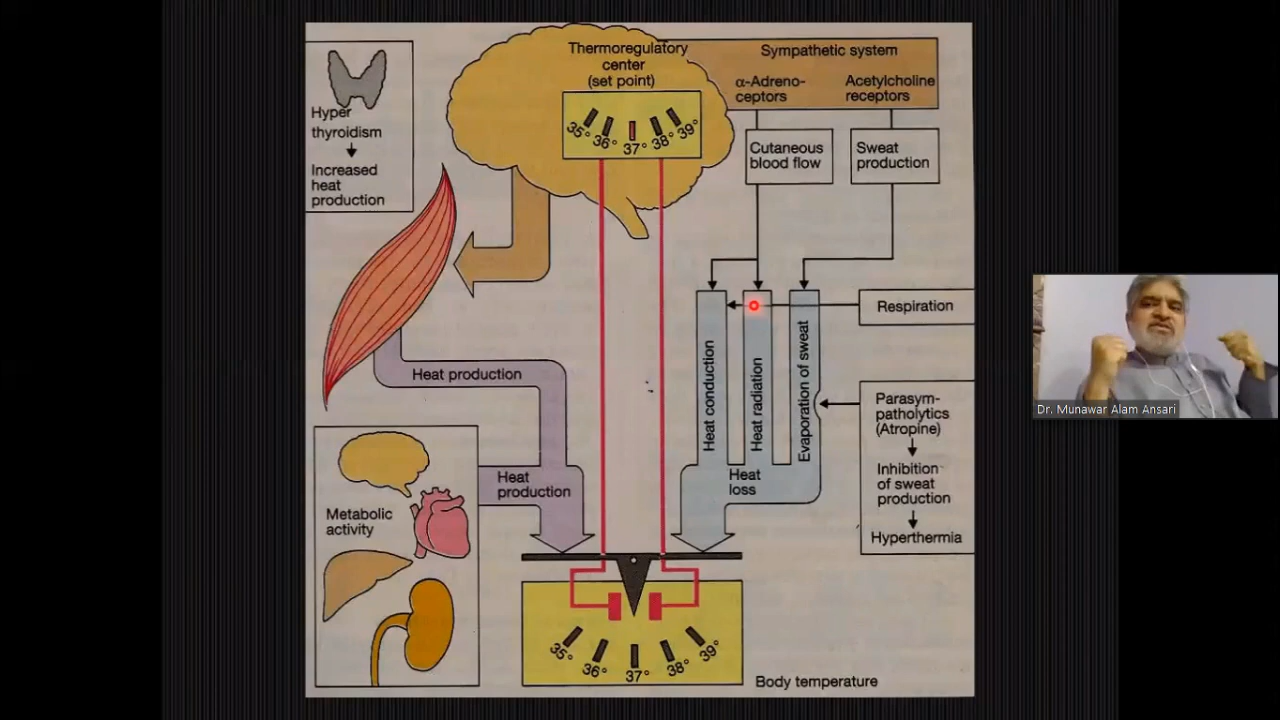 Thermoregulatory
center
(set point)
35° 36° 37° 38° 39°
Sympathetic system
α-Adreno-
ceptors
Acetylcholine
receptors
Cutaneous
blood flow
Sweat
production
Hyper
thyroidism
Increased
heat
production
Respiration
Heat conduction
Heat radiation
Evaporation of sweat
Heat
loss
Parasym-
patholytics
(Atropine)
Inhibition
of sweat
production
Hyperthermia
Heat production
Heat
production
Metabolic
activity
35° 36° 37° 38° 39°
Body temperature
Dr. Munawar Alam Ansari